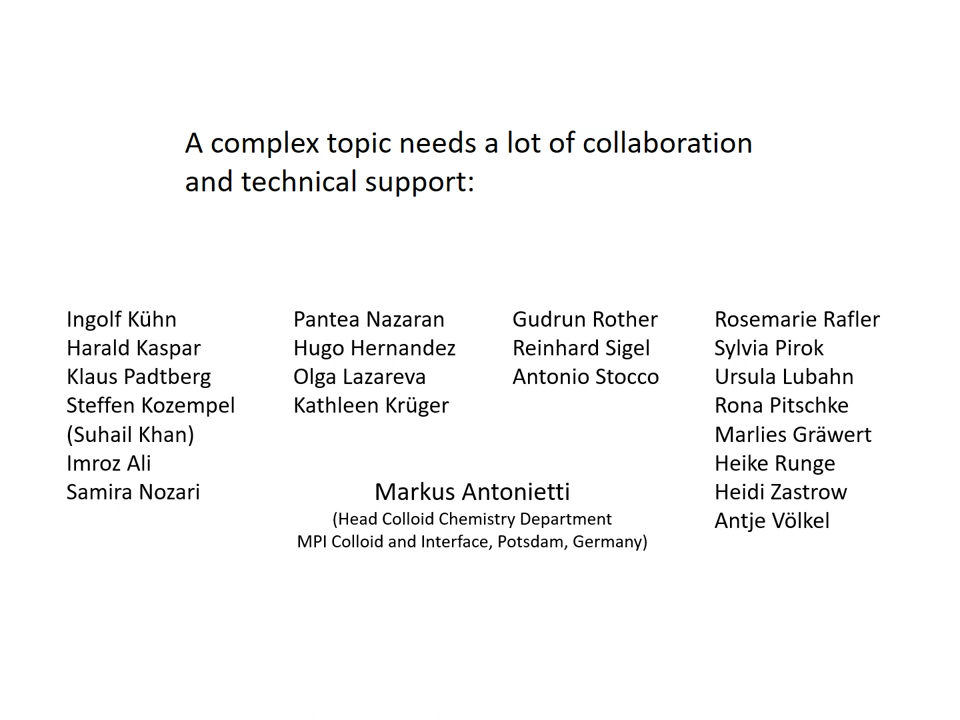 A complex topic needs a lot of collaboration
and technical support:
Ingolf Kühn
Harald Kaspar
Klaus Padtberg
Steffen Kozempel
(Suhail Khan)
Imroz Ali
Samira Nozari
Pantea Nazaran
Hugo Hernandez
Olga Lazareva
Kathleen Krüger
Gudrun Rother
Reinhard Sigel
Antonio Stocco
Rosemarie Rafler
Sylvia Pirok
Ursula Lubahn
Rona Pitschke
Marlies Gräwert
Heike Runge
Heidi Zastrow
Antje Völkel
Markus Antonietti
(Head Colloid Chemistry Department
MPI Colloid and Interface, Potsdam, Germany)